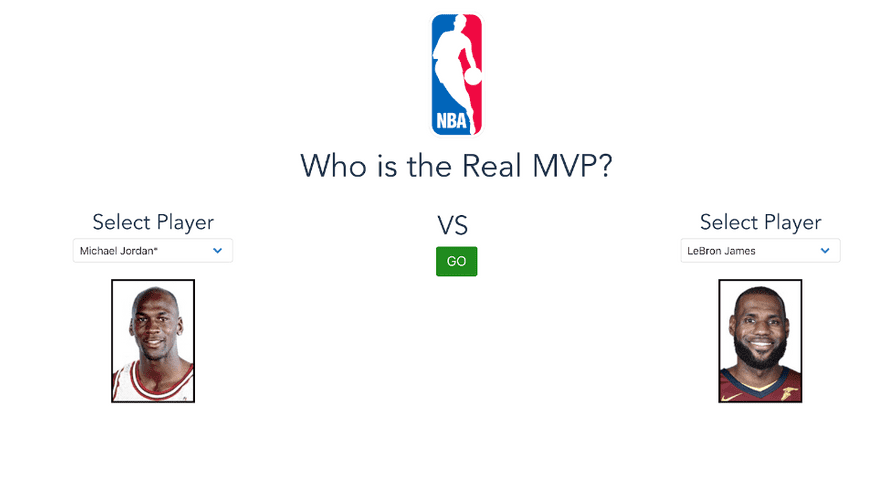 NBA
Who is the Real MVP?
Select Player
VS
Select Player
Michael Jordan*
GO
LeBron James